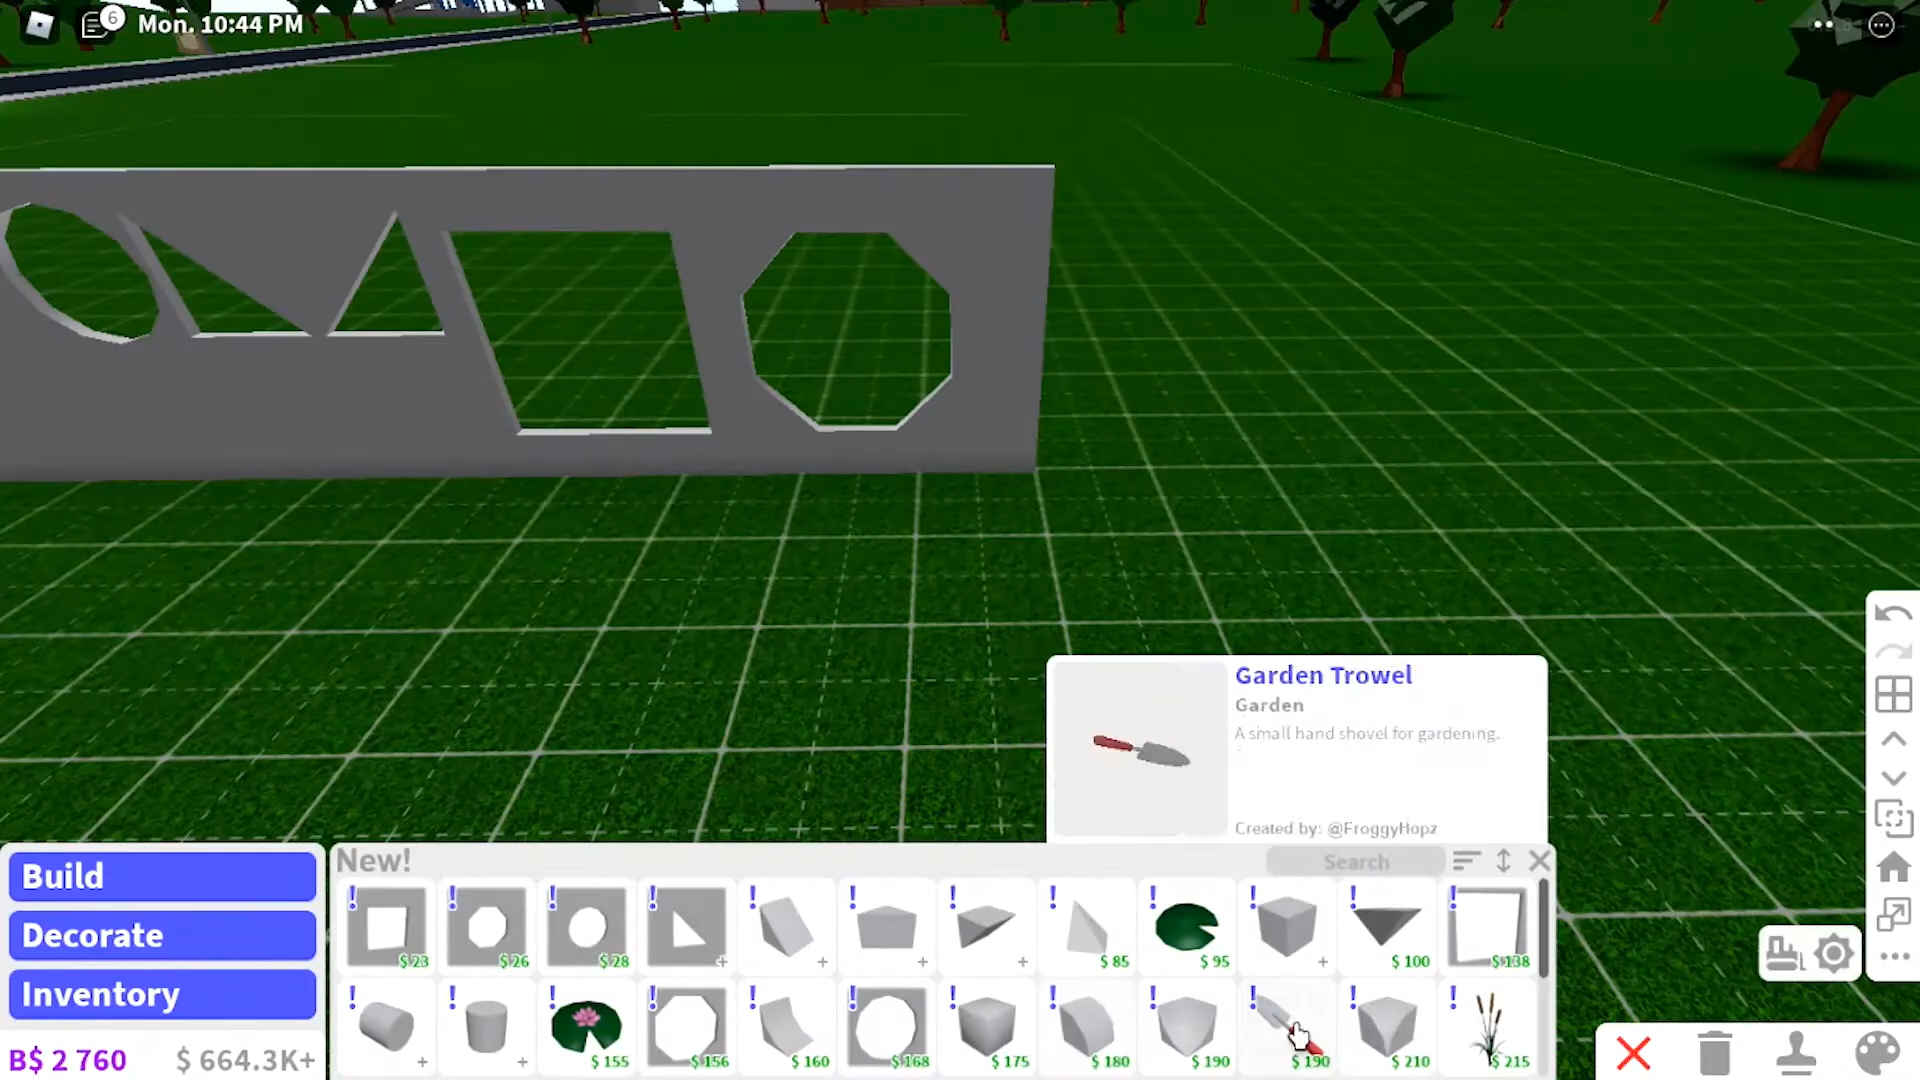 6 Mon. 10:44 PM
Garden Trowel
Garden
A small hand shovel for gardening.
Created by: @FroggyHopz
New!
Search
Build
Decorate
Inventory
B$ 2 760 $ 664.3K+
! ! ! ! ! ! ! ! ! ! ! !
$ 23 $ 26 $ 28 + + + + $ 85 $ 95 + $ 100 $ 138
! ! ! ! ! ! ! ! ! ! ! !
+ + $ 155 $ 156 $ 160 $ 168 $ 175 $ 180 $ 190 $ 190 $ 210 $ 215